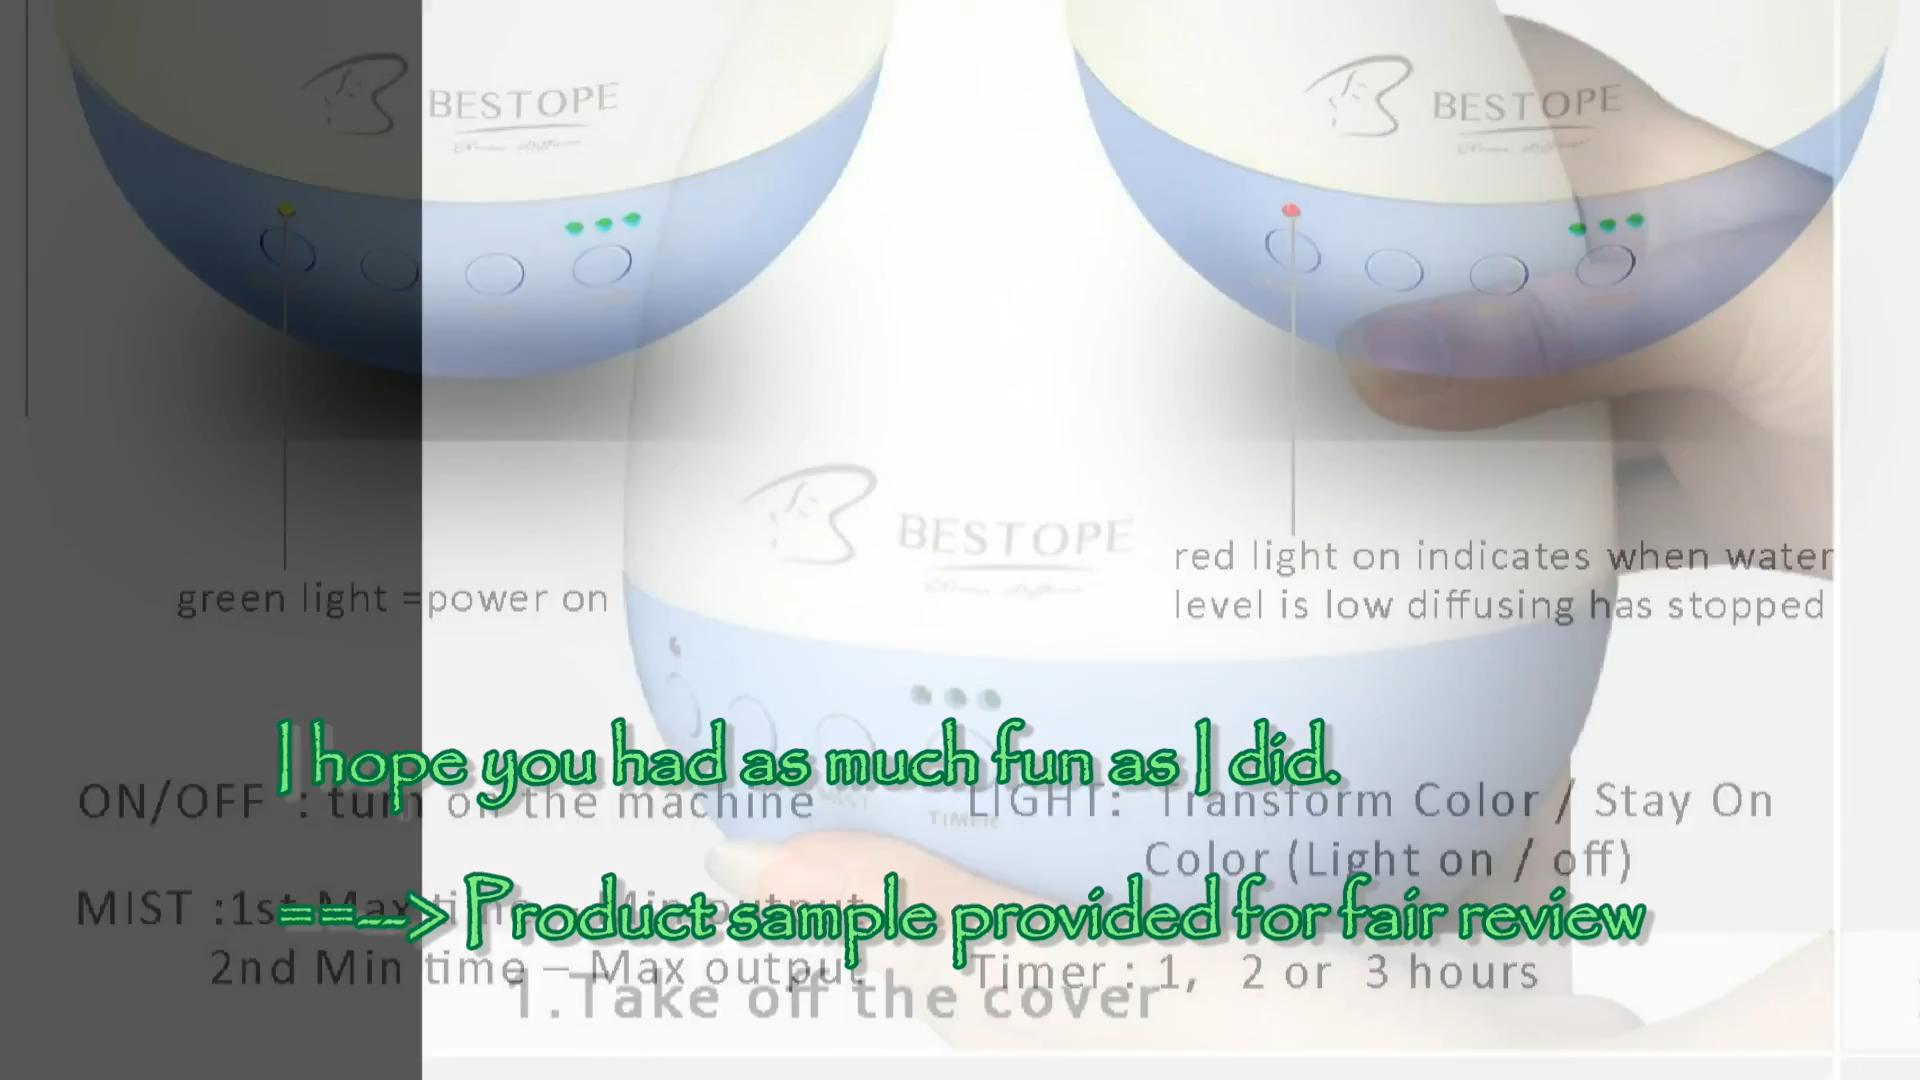 BESTOPE
BESTOPE
BESTOPE
green light =power on
red light on indicates when water
level is low diffusing has stopped
I hope you had as much fun as I did.
ON/OFF : turn on the machine
LIGHT: Transform Color / Stay On
Color (Light on / off)
TIMER
MIST :1st Max time – Min output
==--> Product sample provided for fair review
2nd Min time – Max output
Timer : 1, 2 or 3 hours
1.Take off the cover